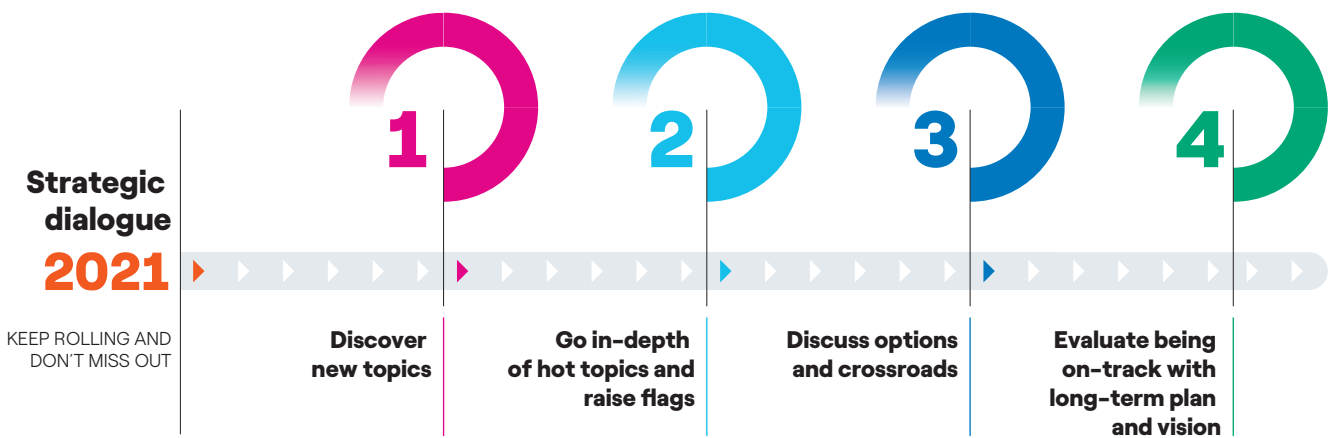 1
2
3
4
Strategic
dialogue
2021
KEEP ROLLING AND
DON'T MISS OUT
Discover
new topics
Go in-depth
of hot topics and
raise flags
Discuss options
and crossroads
Evaluate being
on-track with
long-term plan
and vision